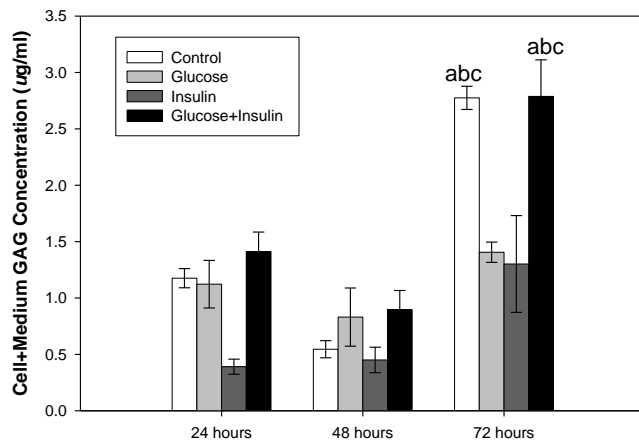 Cell+Medium GAG Concentration (ug/ml)
3.5
3.0
2.5
2.0
1.5
1.0
0.5
0.0
Control
Glucose
Insulin
Glucose+Insulin
abc
abc
24 hours
48 hours
72 hours